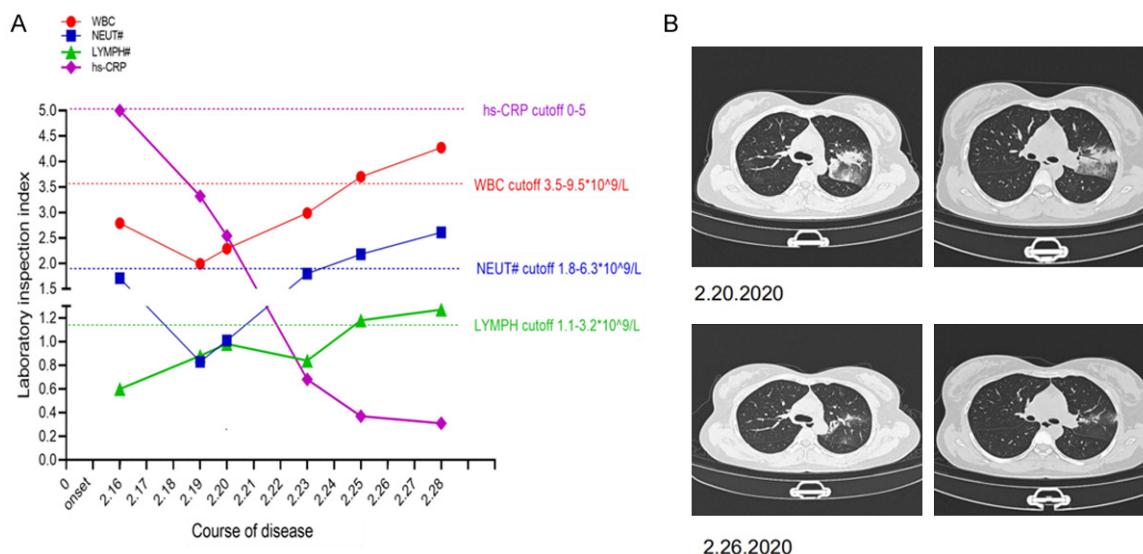 A
WBC
NEUT#
LYMPH#
hs-CRP
Laboratory inspection index
5.0
4.5
4.0
3.5
3.0
2.5
2.0
1.5
1.2
1.0
0.8
0.6
0.4
0.2
0.0
hs-CRP cutoff 0-5
WBC cutoff 3.5-9.5*10^9/L
NEUT# cutoff 1.8-6.3*10^9/L
LYMPH cutoff 1.1-3.2*10^9/L
0
onset
2.16
2.17
2.18
2.19
2.20
2.21
2.22
2.23
2.24
2.25
2.26
2.27
2.28
Course of disease
B
2.20.2020
2.26.2020